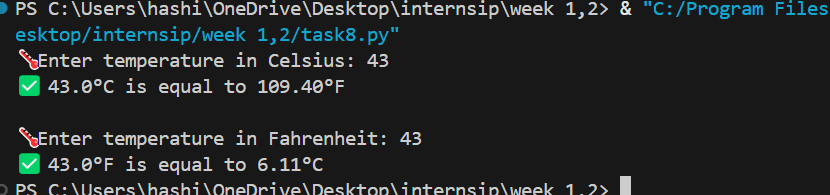 PS C:\Users\hashi\OneDrive\Desktop\internsip\week 1,2> & "C:/Program Files
esktop/internsip/week 1,2/task8.py"
🌡️Enter temperature in Celsius: 43
✅ 43.0°C is equal to 109.40°F
🌡️Enter temperature in Fahrenheit: 43
✅ 43.0°F is equal to 6.11°C
PS C:\Users\hashi\OneDrive\Desktop\internsip\week 1,2>